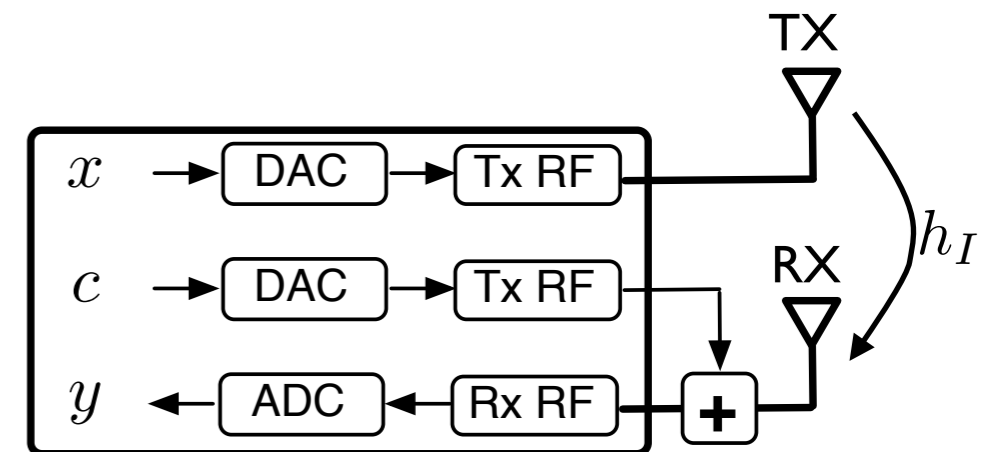 TX
x DAC Tx RF
h_I
c DAC Tx RF RX
y ADC Rx RF +